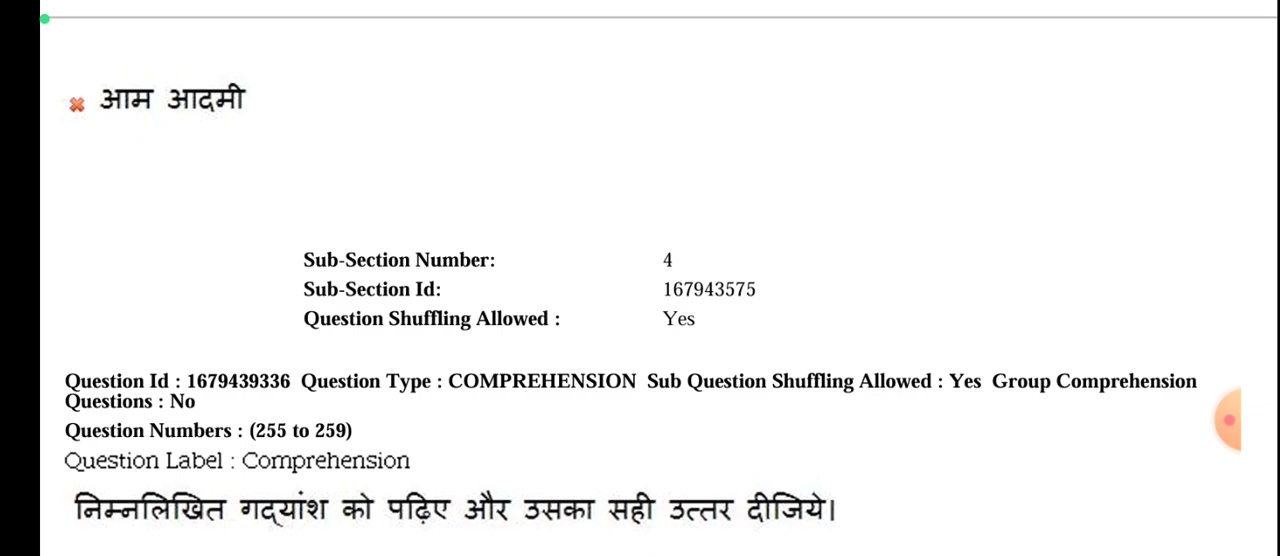 आम आदमी
Sub-Section Number: 4
Sub-Section Id: 167943575
Question Shuffling Allowed : Yes
Question Id : 1679439336 Question Type : COMPREHENSION Sub Question Shuffling Allowed : Yes Group Comprehension
Questions : No
Question Numbers : (255 to 259)
Question Label : Comprehension
निम्नलिखित गद्यांश को पढ़िए और उसका सही उत्तर दीजिये।